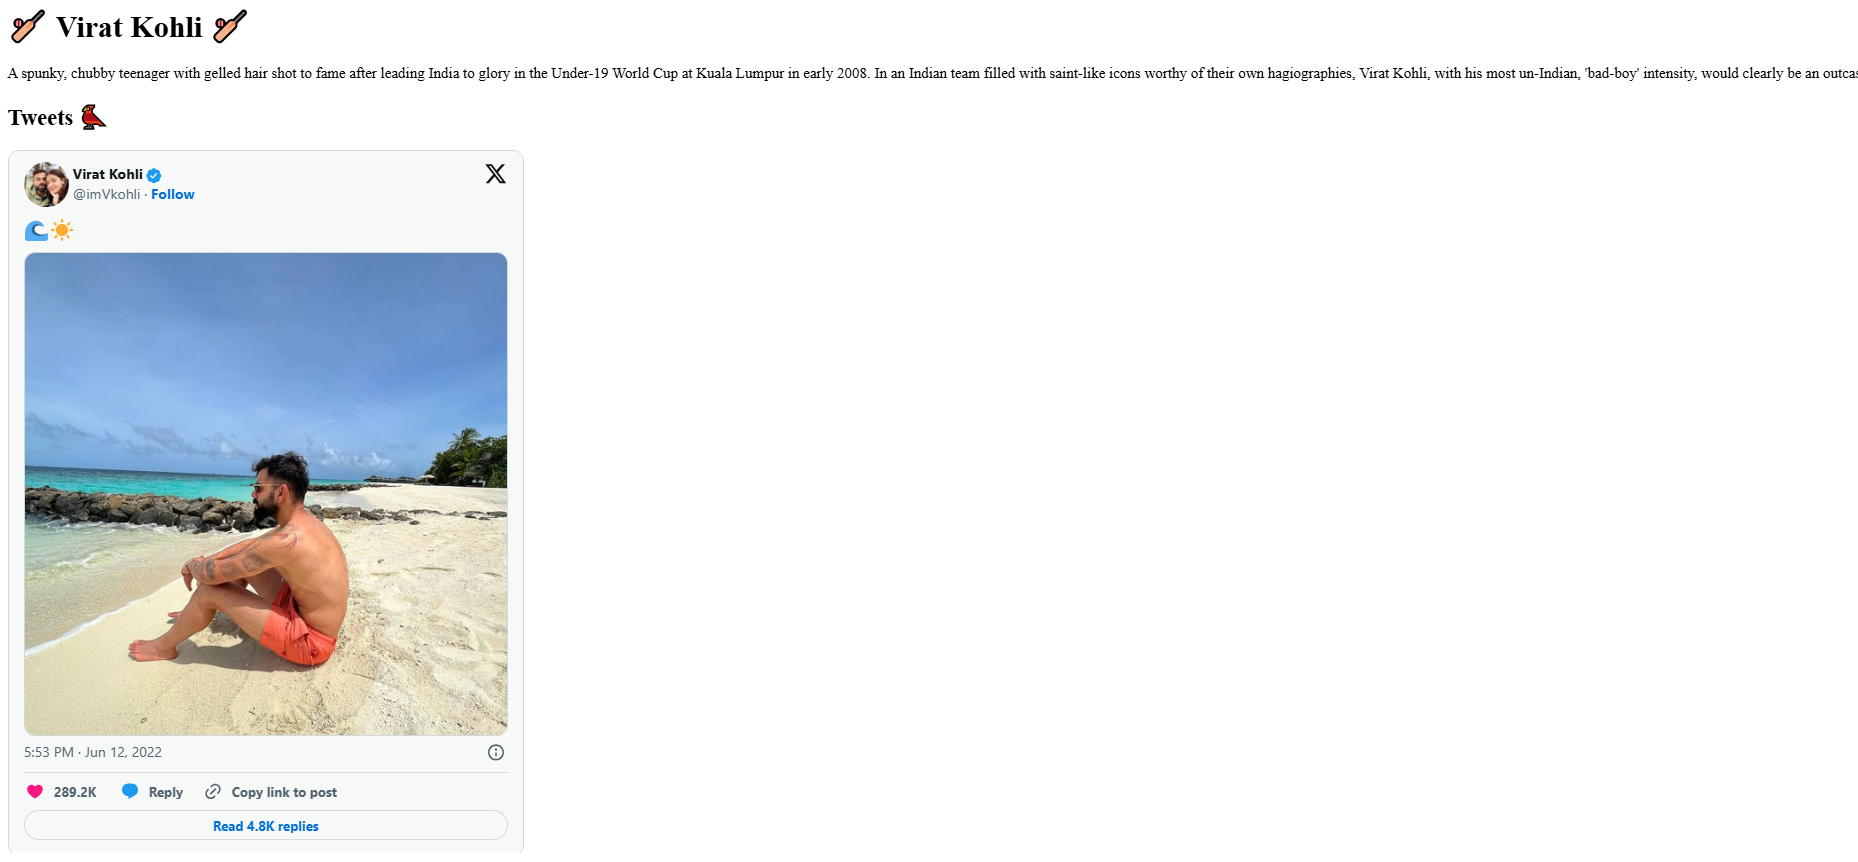 Virat Kohli
A spunky, chubby teenager with gelled hair shot to fame after leading India to glory in the Under-19 World Cup at Kuala Lumpur in early 2008. In an Indian team filled with saint-like icons worthy of their own hagiographies, Virat Kohli, with his most un-Indian, 'bad-boy' intensity, would clearly be an
Tweets
Virat Kohli
@imVkohli · Follow
5:53 PM · Jun 12, 2022
289.2K Reply Copy link to post
Read 4.8K replies